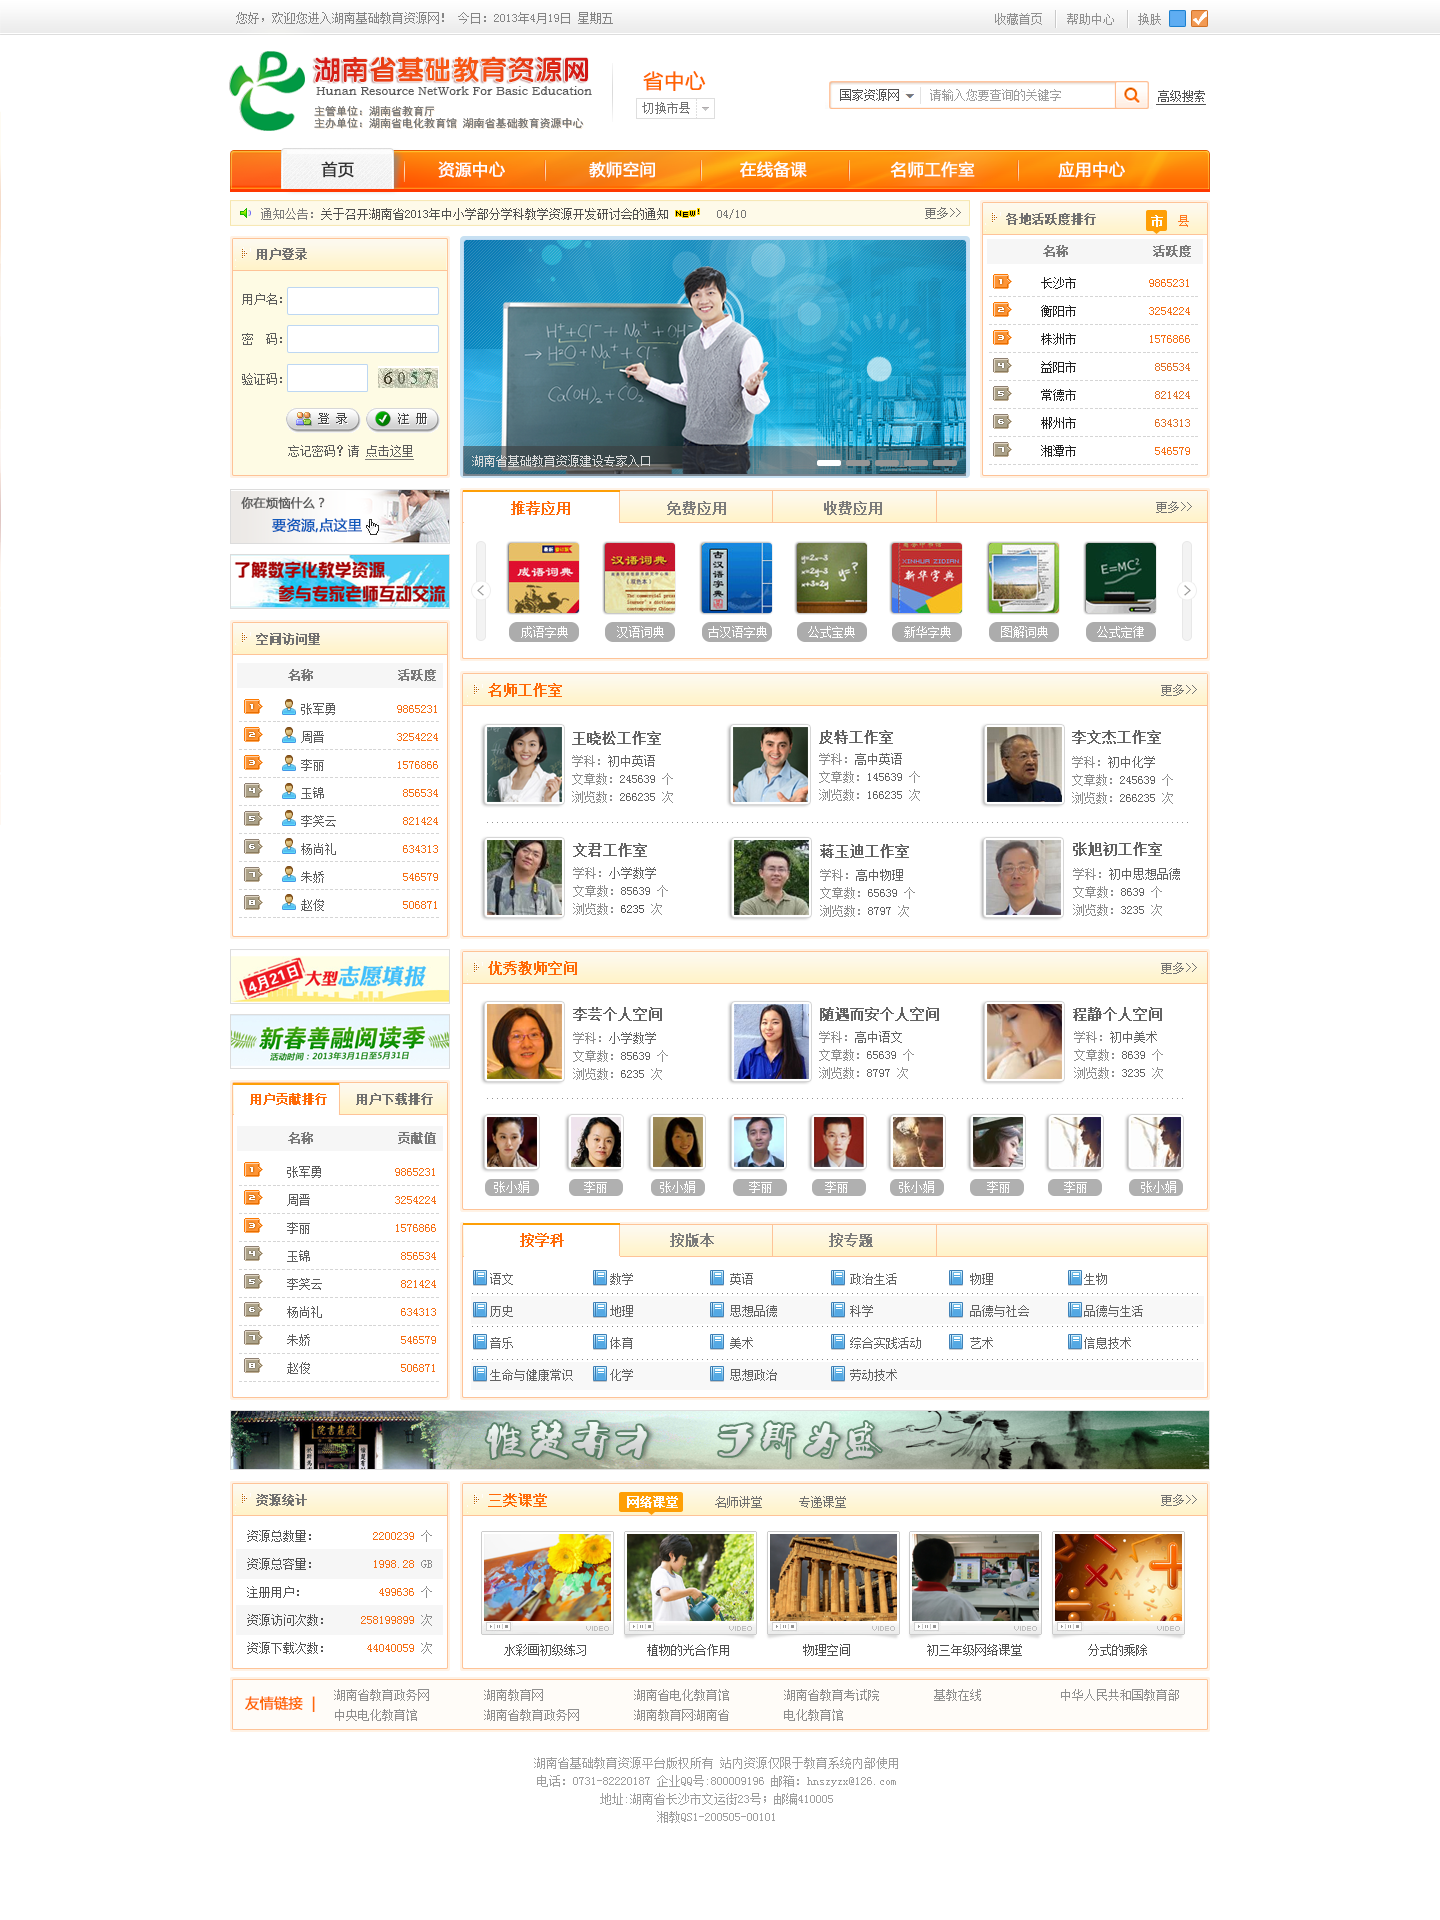 您好，欢迎您进入湖南基础教育资源网！ 今日：2013年4月19日 星期五
收藏首页 帮助中心 换肤
湖南省基础教育资源网
Hunan Resource NetWork For Basic Education
主管单位：湖南省教育厅
主办单位：湖南省电化教育馆 湖南省基础教育资源中心
省中心
切换市县
国家资源网 请输入您要查询的关键字 高级搜索
首页 资源中心 教师空间 在线备课 名师工作室 应用中心
通知公告：关于召开湖南省2013年中小学部分学科教学资源开发研讨会的通知 NEW! 04/10 更多>>
用户登录
用户名：
密 码：
验证码： 6057
登 录 注 册
忘记密码？请 点击这里
H⁺+Cl⁻+Na⁺+OH⁻
→H₂O+Na⁺+Cl⁻
Ca(OH)₂+CO₂
湖南省基础教育资源建设专家入口
各地活跃度排行 市 县
名称 活跃度
1 长沙市 9865231
2 衡阳市 3254224
3 株洲市 1576866
4 益阳市 856534
5 常德市 821424
6 郴州市 634313
7 湘潭市 546579
你在烦恼什么？
要资源,点这里
了解数字化教学资源
参与专家老师互动交流
推荐应用 免费应用 收费应用 更多>>
成语词典 汉语词典 古汉语字典 y=2x-3 x=2y-3 x+3=2y y=? XINHUA ZIDIAN 新华字典 E=MC²
成语字典 汉语词典 古汉语字典 公式宝典 新华字典 图解词典 公式定律
空间访问量
名称 活跃度
1 张军勇 9865231
2 周晋 3254224
3 李丽 1576866
4 玉锦 856534
5 李笑云 821424
6 杨尚礼 634313
7 朱娇 546579
8 赵俊 506871
名师工作室 更多>>
王晓松工作室
学科：初中英语
文章数：245639 个
浏览数：266235 次
皮特工作室
学科：高中英语
文章数：145639 个
浏览数：166235 次
李文杰工作室
学科：初中化学
文章数：245639 个
浏览数：266235 次
文君工作室
学科：小学数学
文章数：85639 个
浏览数：6235 次
蒋玉迪工作室
学科：高中物理
文章数：65639 个
浏览数：8797 次
张旭初工作室
学科：初中思想品德
文章数：8639 个
浏览数：3235 次
4月21日 大型志愿填报
新春善融阅读季
活动时间：2013年3月1日至5月31日
优秀教师空间 更多>>
李芸个人空间
学科：小学数学
文章数：85639 个
浏览数：6235 次
随遇而安个人空间
学科：高中语文
文章数：65639 个
浏览数：8797 次
程静个人空间
学科：初中美术
文章数：8639 个
浏览数：3235 次
张小娟 李丽 张小娟 李丽 李丽 张小娟 李丽 李丽 张小娟
用户贡献排行 用户下载排行
名称 贡献值
1 张军勇 9865231
2 周晋 3254224
3 李丽 1576866
4 玉锦 856534
5 李笑云 821424
6 杨尚礼 634313
7 朱娇 546579
8 赵俊 506871
按学科 按版本 按专题
语文 数学 英语 政治生活 物理 生物
历史 地理 思想品德 科学 品德与社会 品德与生活
音乐 体育 美术 综合实践活动 艺术 信息技术
生命与健康常识 化学 思想政治 劳动技术
院書麓嶽
惟楚有才 于斯为盛
资源统计
资源总数量： 2200239 个
资源总容量： 1998.28 GB
注册用户： 499636 个
资源访问次数： 258199899 次
资源下载次数： 44040059 次
三类课堂 网络课堂 名师讲堂 专递课堂 更多>>
VIDEO VIDEO VIDEO VIDEO VIDEO
水彩画初级练习 植物的光合作用 物理空间 初三年级网络课堂 分式的乘除
友情链接 |
湖南省教育政务网 湖南教育网 湖南省电化教育馆 湖南省教育考试院 基教在线 中华人民共和国教育部
中央电化教育馆 湖南省教育政务网 湖南教育网湖南省 电化教育馆
湖南省基础教育资源平台版权所有 站内资源仅限于教育系统内部使用
电话：0731-82220187 企业QQ号:800009196 邮箱：hnszyzx@126.com
地址:湖南省长沙市文运街23号；邮编410005
湘教QS1-200505-00101